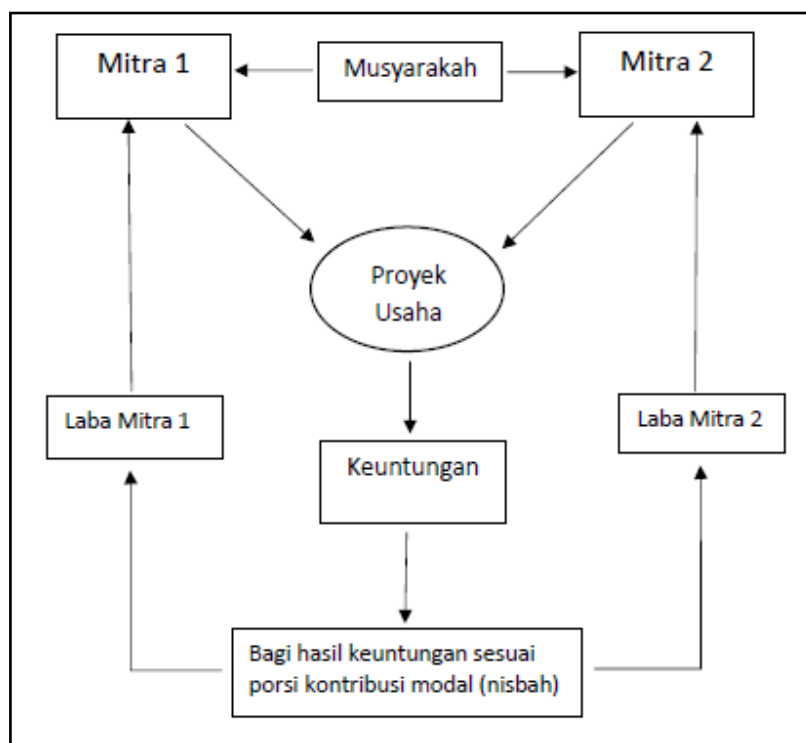 Mitra 1
Musyarakah
Mitra 2
Proyek
Usaha
Laba Mitra 1
Laba Mitra 2
Keuntungan
Bagi hasil keuntungan sesuai
porsi kontribusi modal (nisbah)